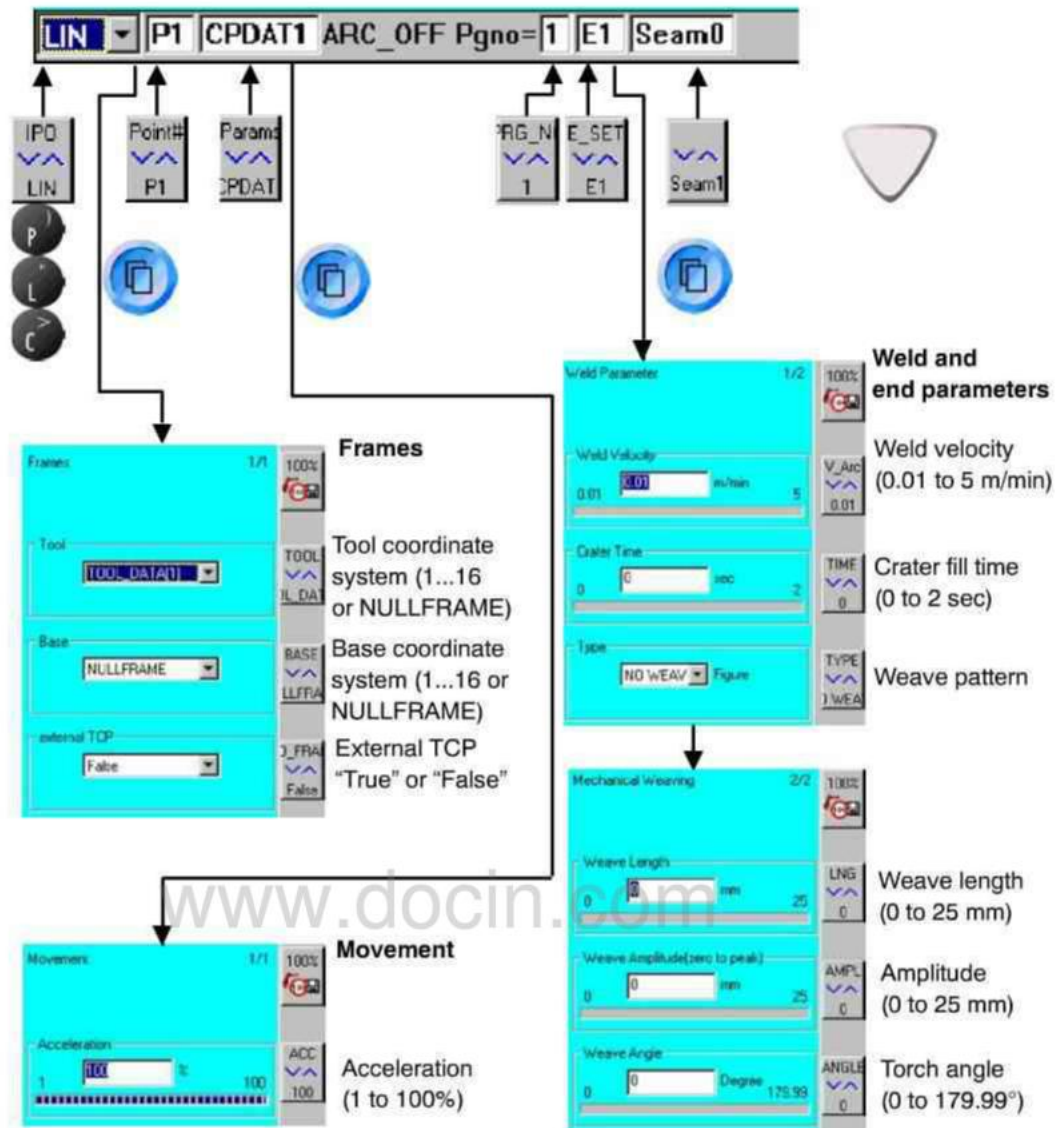 LIN P1 CPDAT1 ARC_OFF Pgno= 1 E1 Seam0
IPO
LIN
Point#
P1
Params
CPDAT
PRG_N
1
E_SET
E1
Seam1
P )
L '
C >
Weld and
end parameters
Weld Parameter 1/2
100%
Weld Velocity
0.01 0.01 m/min 5
V_Arc
0.01
Weld velocity
(0.01 to 5 m/min)
Crater Time
0 0 sec 2
TIME
0
Crater fill time
(0 to 2 sec)
Type
NO WEAV Figure
TYPE
O WEA
Weave pattern
Frames
Frames 1/1
100%
Tool
TOOL_DATA[1]
TOOL
OL_DAT
Tool coordinate
system (1...16
or NULLFRAME)
Base
NULLFRAME
BASE
LLFRA
Base coordinate
system (1...16 or
NULLFRAME)
external TCP
False
O_FRA
False
External TCP
“True” or “False”
Mechanical Weaving 2/2
100%
Weave Length
0 0 mm 25
LNG
0
Weave length
(0 to 25 mm)
Weave Amplitude(zero to peak)
0 0 mm 25
AMPL
0
Amplitude
(0 to 25 mm)
Weave Angle
0 0 Degree 179.99
ANGLE
0
Torch angle
(0 to 179.99°)
www.docin.com
Movement
Movement 1/1
100%
Acceleration
1 100 % 100
ACC
100
Acceleration
(1 to 100%)